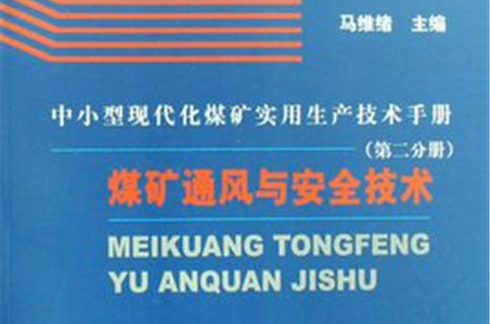 马维绪 主编
中小型现代化煤矿实用生产技术手册
(第二分册)
煤矿通风与安全技术
MEIKUANG TONGFENG
YU ANQUAN JISHU